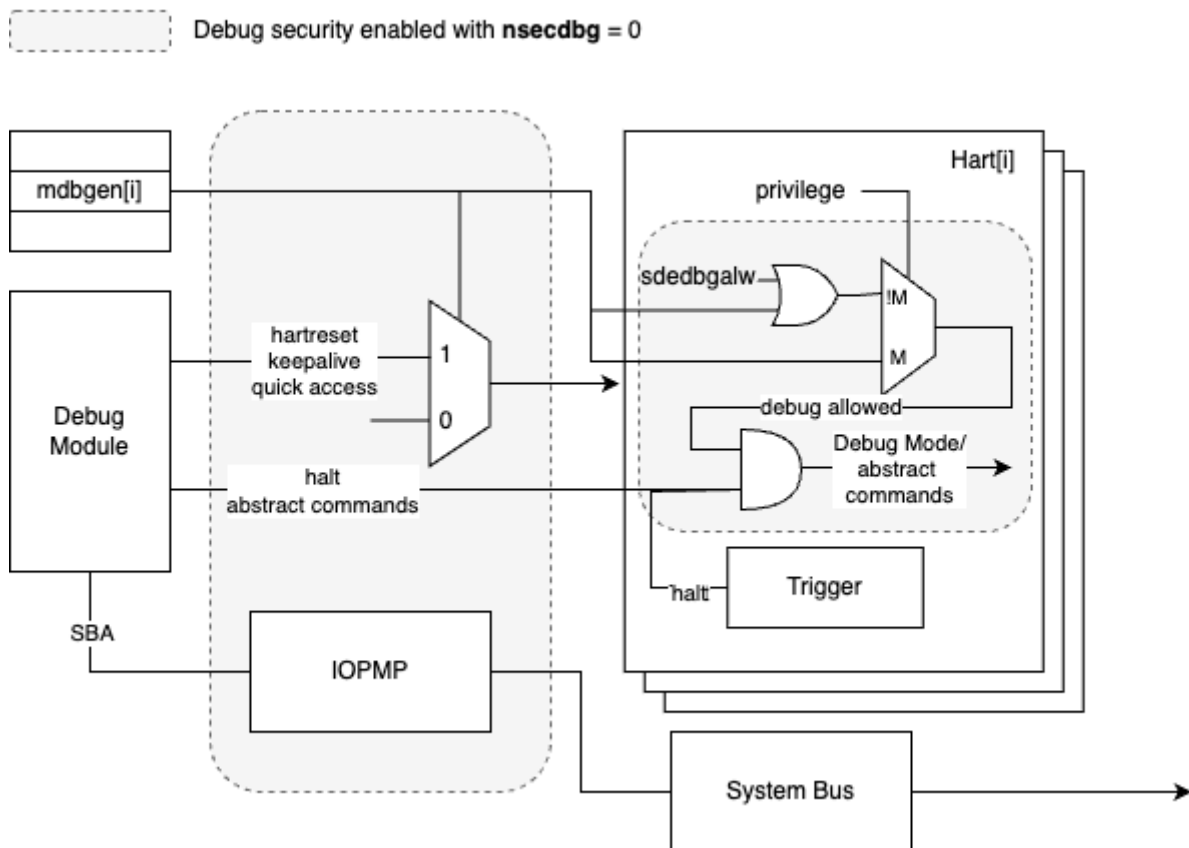 Debug security enabled with nsecdbg = 0
mdbgen[i]
Hart[i]
privilege
sdedbgalw
!M
M
hartreset
keepalive
quick access
1
0
Debug
Module
debug allowed
halt
abstract commands
Debug Mode/
abstract
commands
halt
Trigger
SBA
IOPMP
System Bus